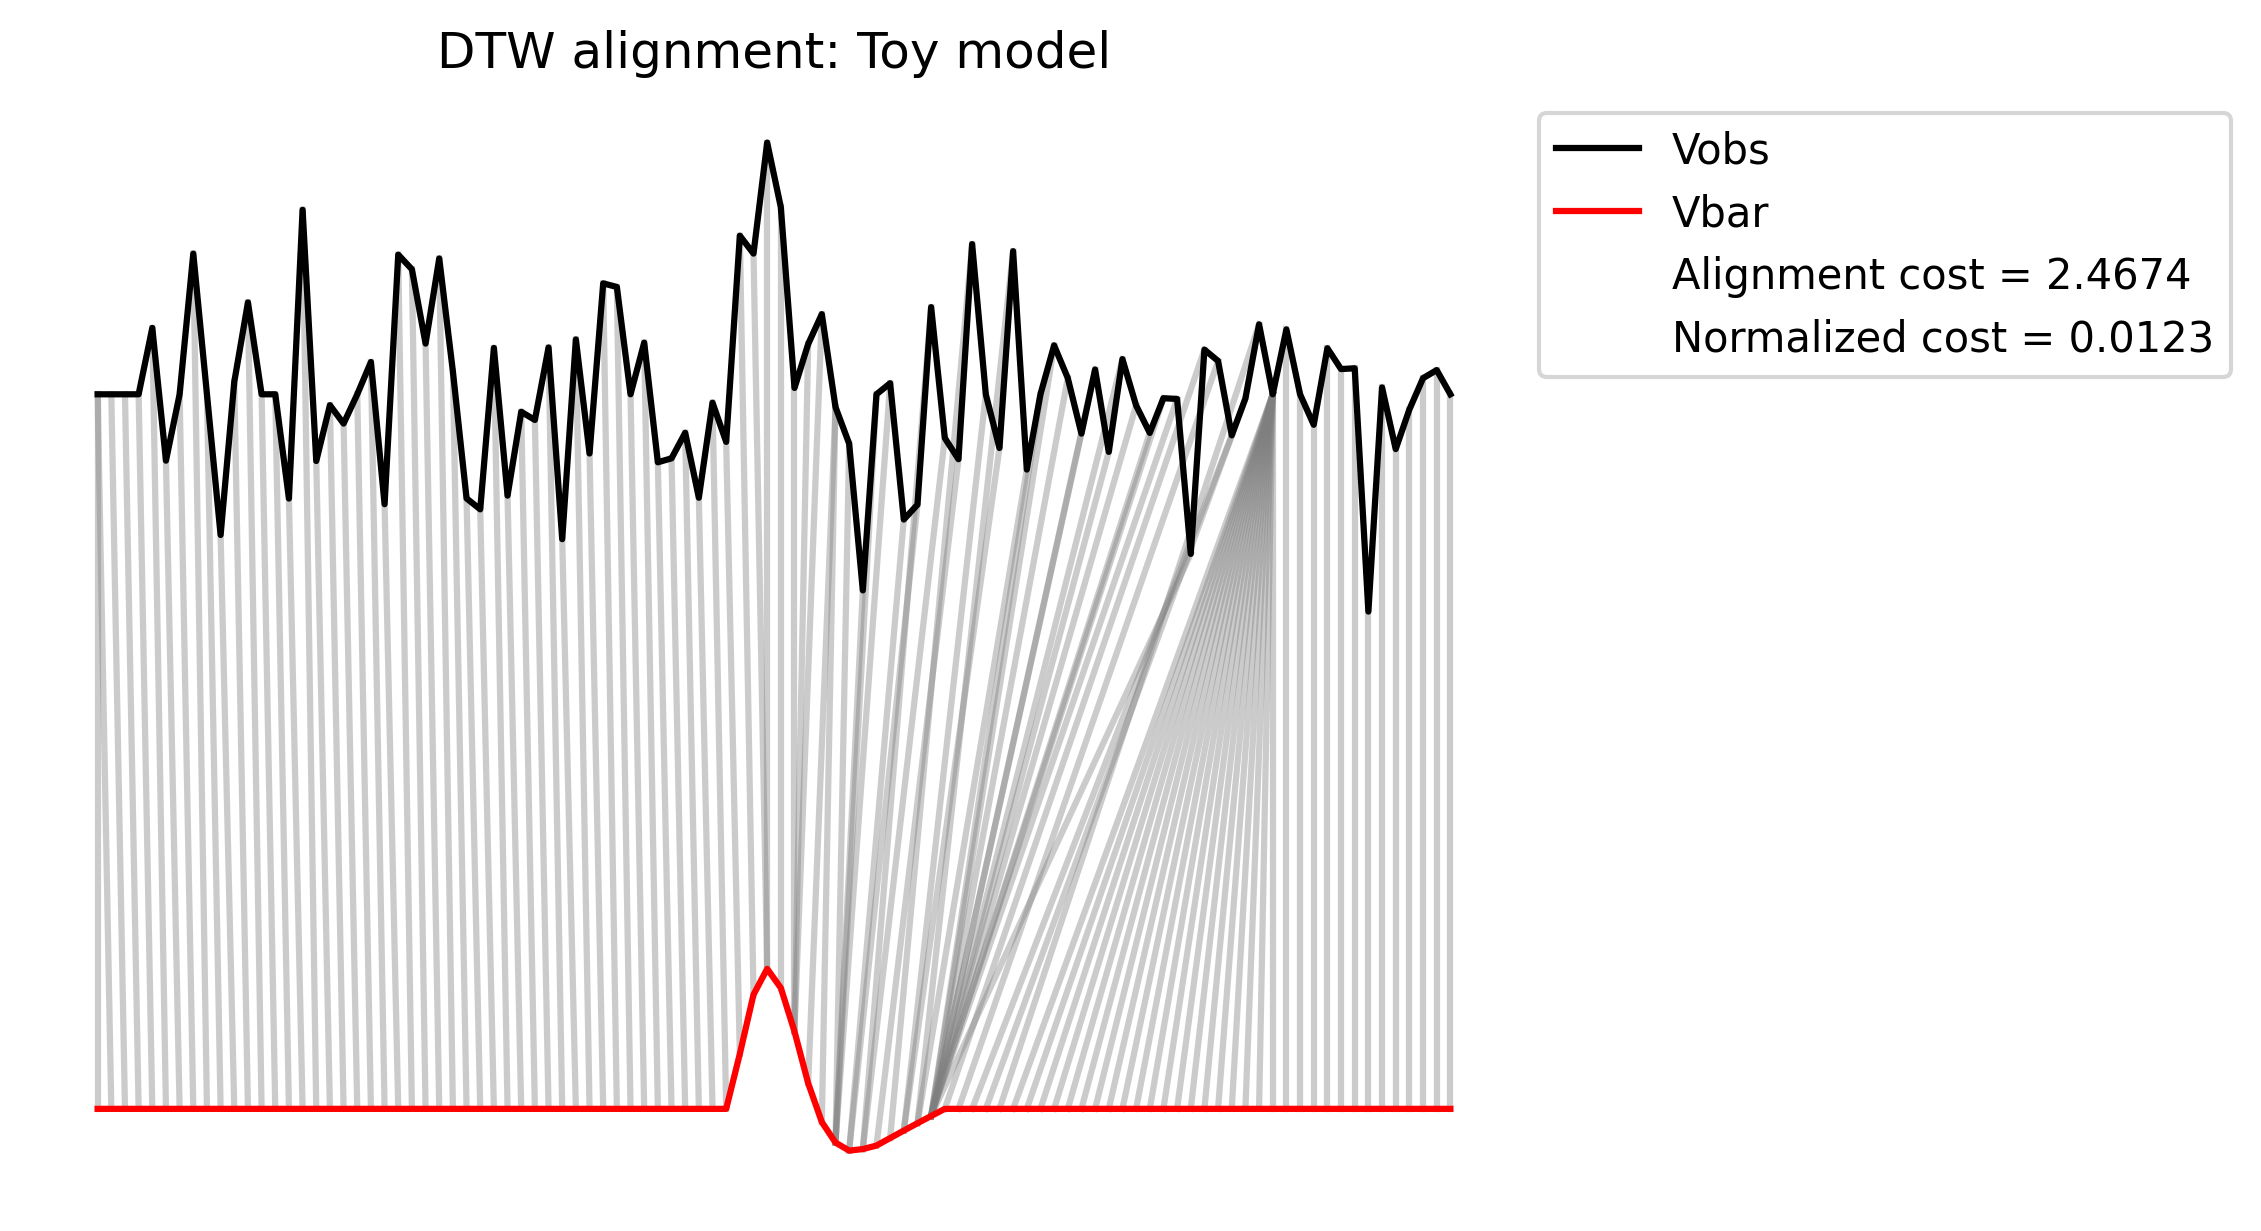 DTW alignment: Toy model
Vobs
Vbar
Alignment cost = 2.4674
Normalized cost = 0.0123